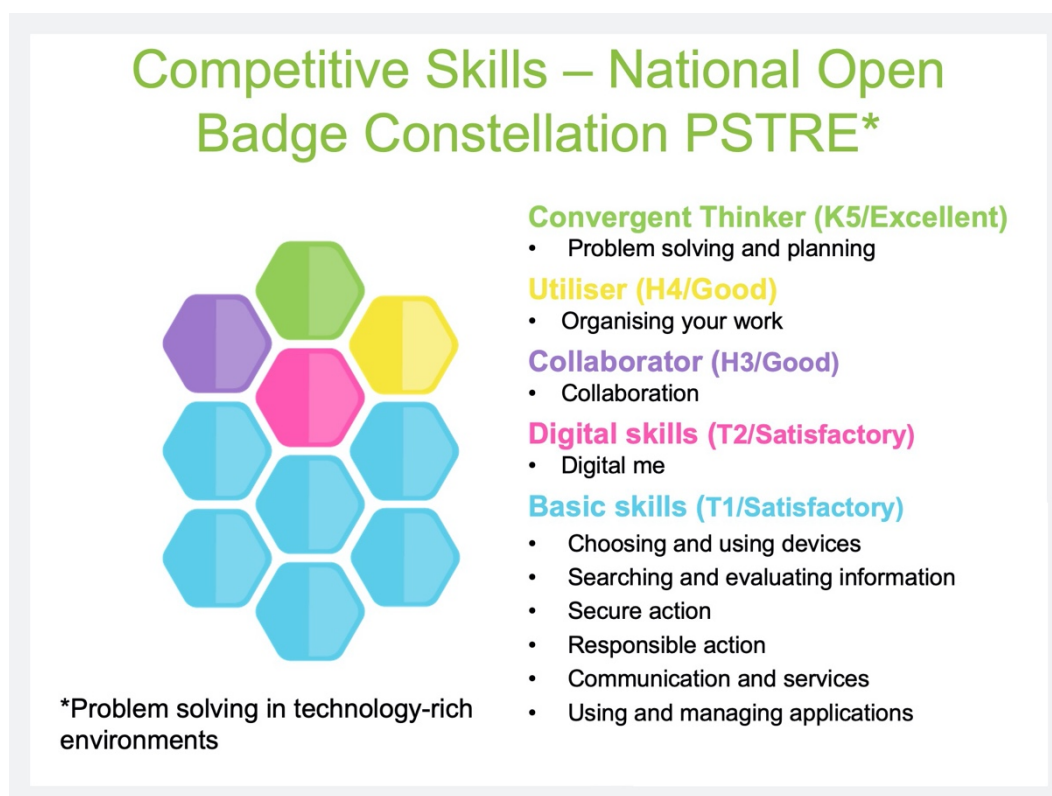 Competitive Skills – National Open
Badge Constellation PSTRE*
Convergent Thinker (K5/Excellent)
• Problem solving and planning
Utiliser (H4/Good)
• Organising your work
Collaborator (H3/Good)
• Collaboration
Digital skills (T2/Satisfactory)
• Digital me
Basic skills (T1/Satisfactory)
• Choosing and using devices
• Searching and evaluating information
• Secure action
• Responsible action
• Communication and services
• Using and managing applications
*Problem solving in technology-rich
environments